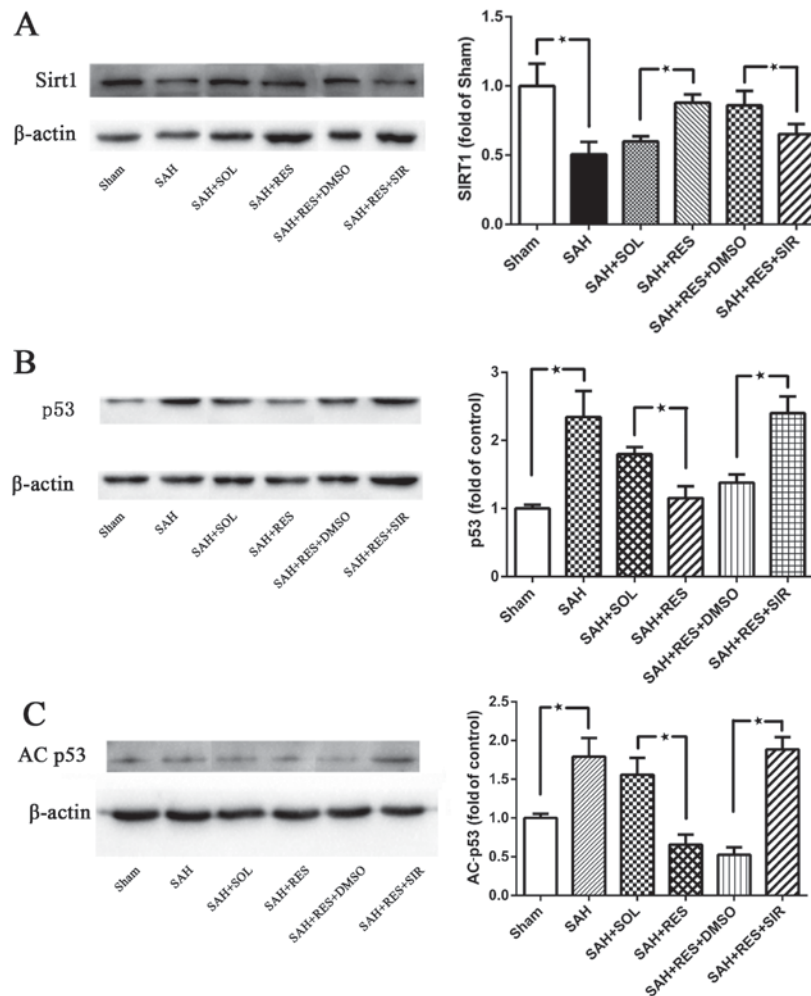 A
Sirt1
β-actin
Sham
SAH
SAH+SOL
SAH+RES
SAH+RES+DMSO
SAH+RES+SIR
SIRT1 (fold of Sham)
1.5
1.0
0.5
0.0
Sham
SAH
SAH+SOL
SAH+RES
SAH+RES+DMSO
SAH+RES+SIR
B
p53
β-actin
Sham
SAH
SAH+SOL
SAH+RES
SAH+RES+DMSO
SAH+RES+SIR
p53 (fold of control)
3
2
1
0
Sham
SAH
SAH+SOL
SAH+RES
SAH+RES+DMSO
SAH+RES+SIR
C
AC p53
β-actin
Sham
SAH
SAH+SOL
SAH+RES
SAH+RES+DMSO
SAH+RES+SIR
AC-p53 (fold of control)
2.5
2.0
1.5
1.0
0.5
0.0
Sham
SAH
SAH+SOL
SAH+RES
SAH+RES+DMSO
SAH+RES+SIR